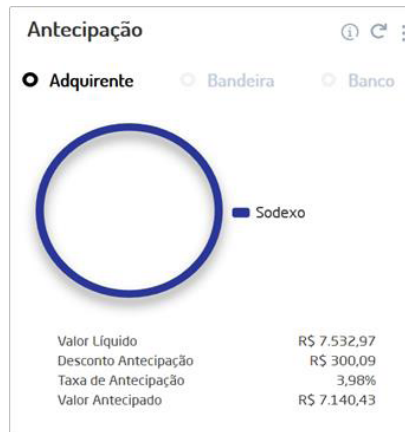 Antecipação
Adquirente Bandeira Banco
Sodexo
Valor Líquido R$ 7.532,97
Desconto Antecipação R$ 300,09
Taxa de Antecipação 3,98%
Valor Antecipado R$ 7.140,43